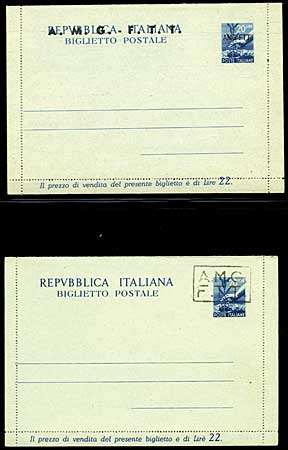 A. M. G. - F. T. T
REPVBBLICA ITALIANA
BIGLIETTO POSTALE
20
POSTE ITALIANE
Il prezzo di vendita del presente biglietto è di Lire 22.
REPVBBLICA ITALIANA
BIGLIETTO POSTALE
A.M.G.
POSTE ITALIANE
Il prezzo di vendita del presente biglietto è di Lire 22.